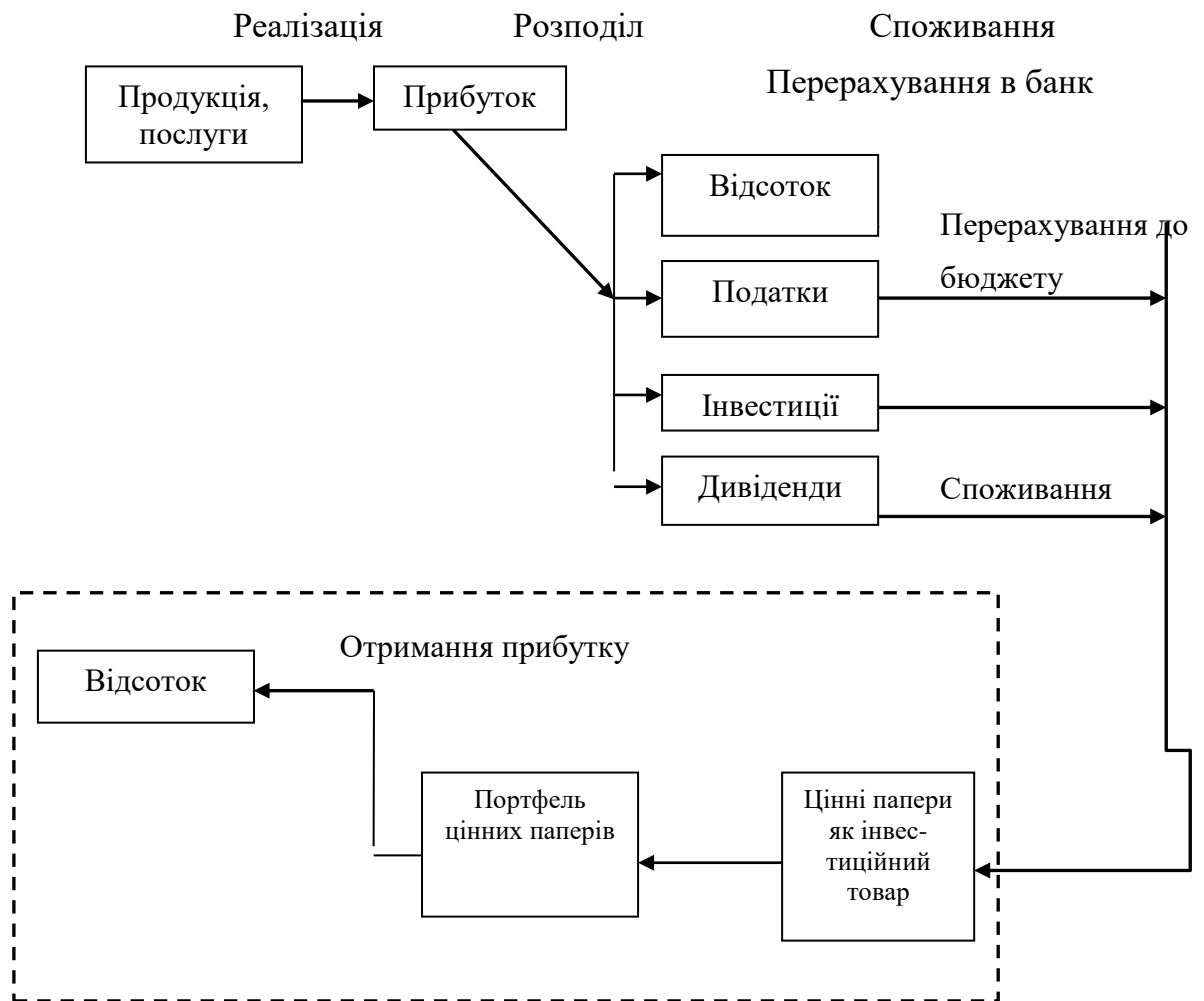 Реалізація Розподіл Споживання
Перерахування в банк
Продукція,
послуги
Прибуток
Відсоток
Перерахування до
бюджету
Податки
Інвестиції
Дивіденди
Споживання
Отримання прибутку
Відсоток
Портфель
цінних паперів
Цінні папери
як інвес-
тиційний
товар